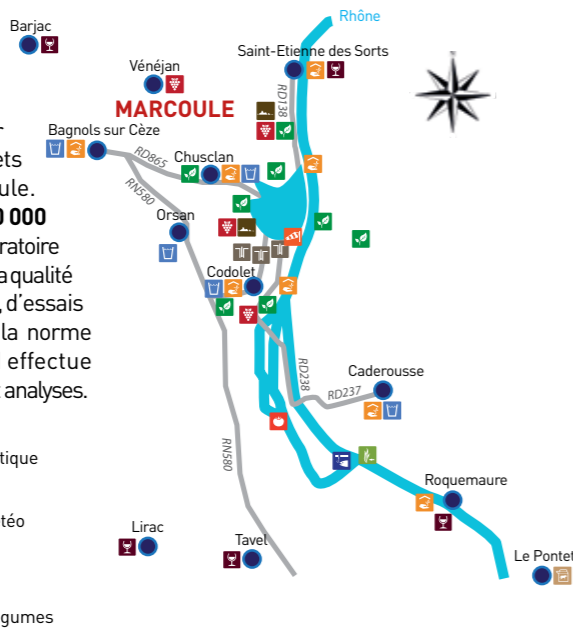 Rhône
Barjac
Saint-Etienne des Sorts
Vénéjan
MARCOULE
RD138
Bagnols sur Cèze
RD865
Chusclan
ets
ule.
RN580
0 000
Orsan
ratoire
a qualité
Codolet
, d'essais
la norme
effectue
t analyses.
RD238
Caderousse
RD237
tique
RN580
Roquemaure
téo
Lirac
Tavel
Le Pontet
gumes